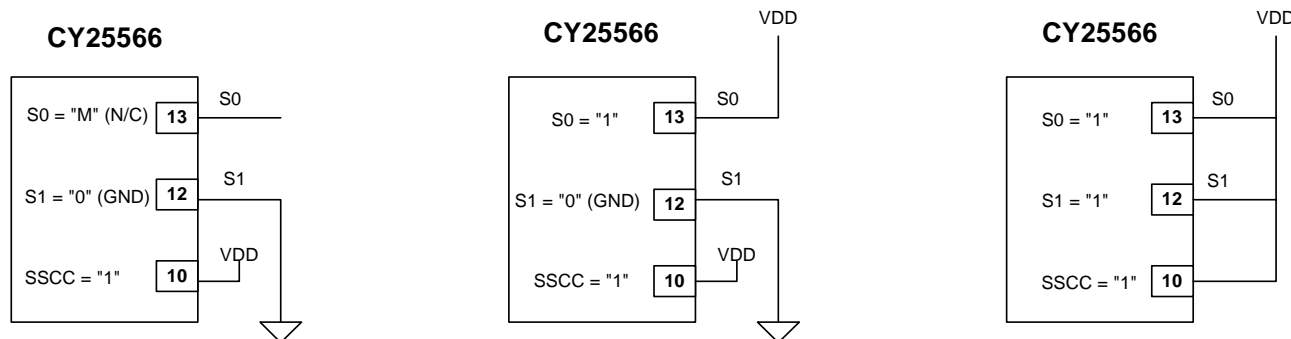 CY25566
S0 = "M" (N/C) 13 S0
S1 = "0" (GND) 12 S1
SSCC = "1" 10 VDD
CY25566
VDD
S0 = "1" 13 S0
S1 = "0" (GND) 12 S1
SSCC = "1" 10 VDD
CY25566
VDD
S0 = "1" 13 S0
S1 = "1" 12 S1
SSCC = "1" 10